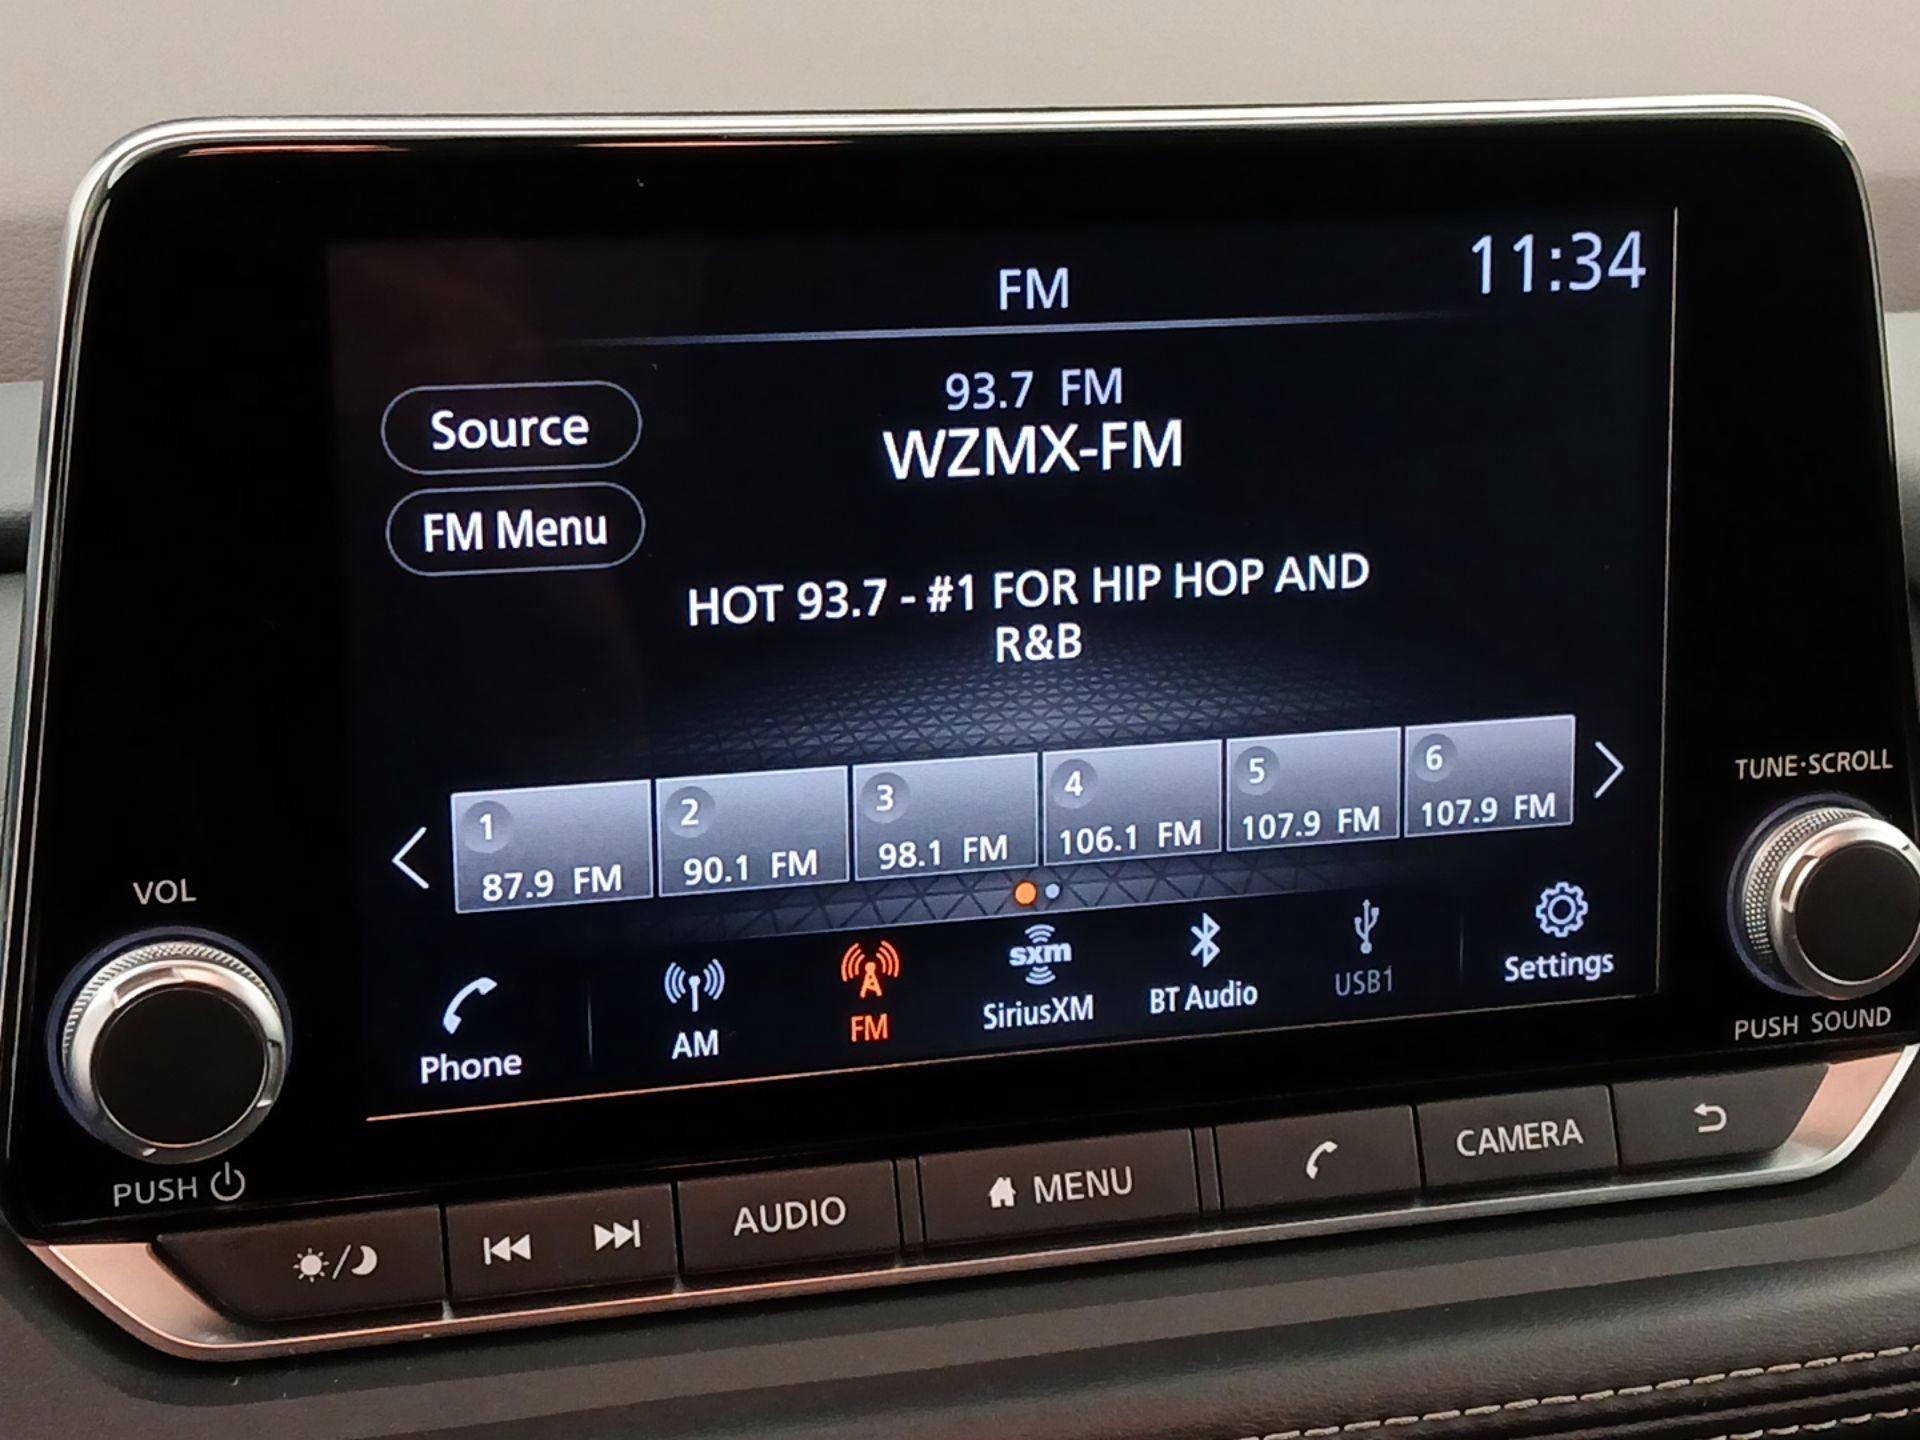 FM
11:34
Source
93.7 FM
WZMX-FM
FM Menu
HOT 93.7 - #1 FOR HIP HOP AND
R&B
1
87.9 FM
2
90.1 FM
3
98.1 FM
4
106.1 FM
5
107.9 FM
6
107.9 FM
Phone
AM
FM
sxm
SiriusXM
BT Audio
USB1
Settings
VOL
PUSH
TUNE·SCROLL
PUSH SOUND
AUDIO
MENU
CAMERA